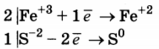 2|Fe⁺³ + 1e̅ → Fe⁺²
1|S⁻² − 2e̅ → S⁰